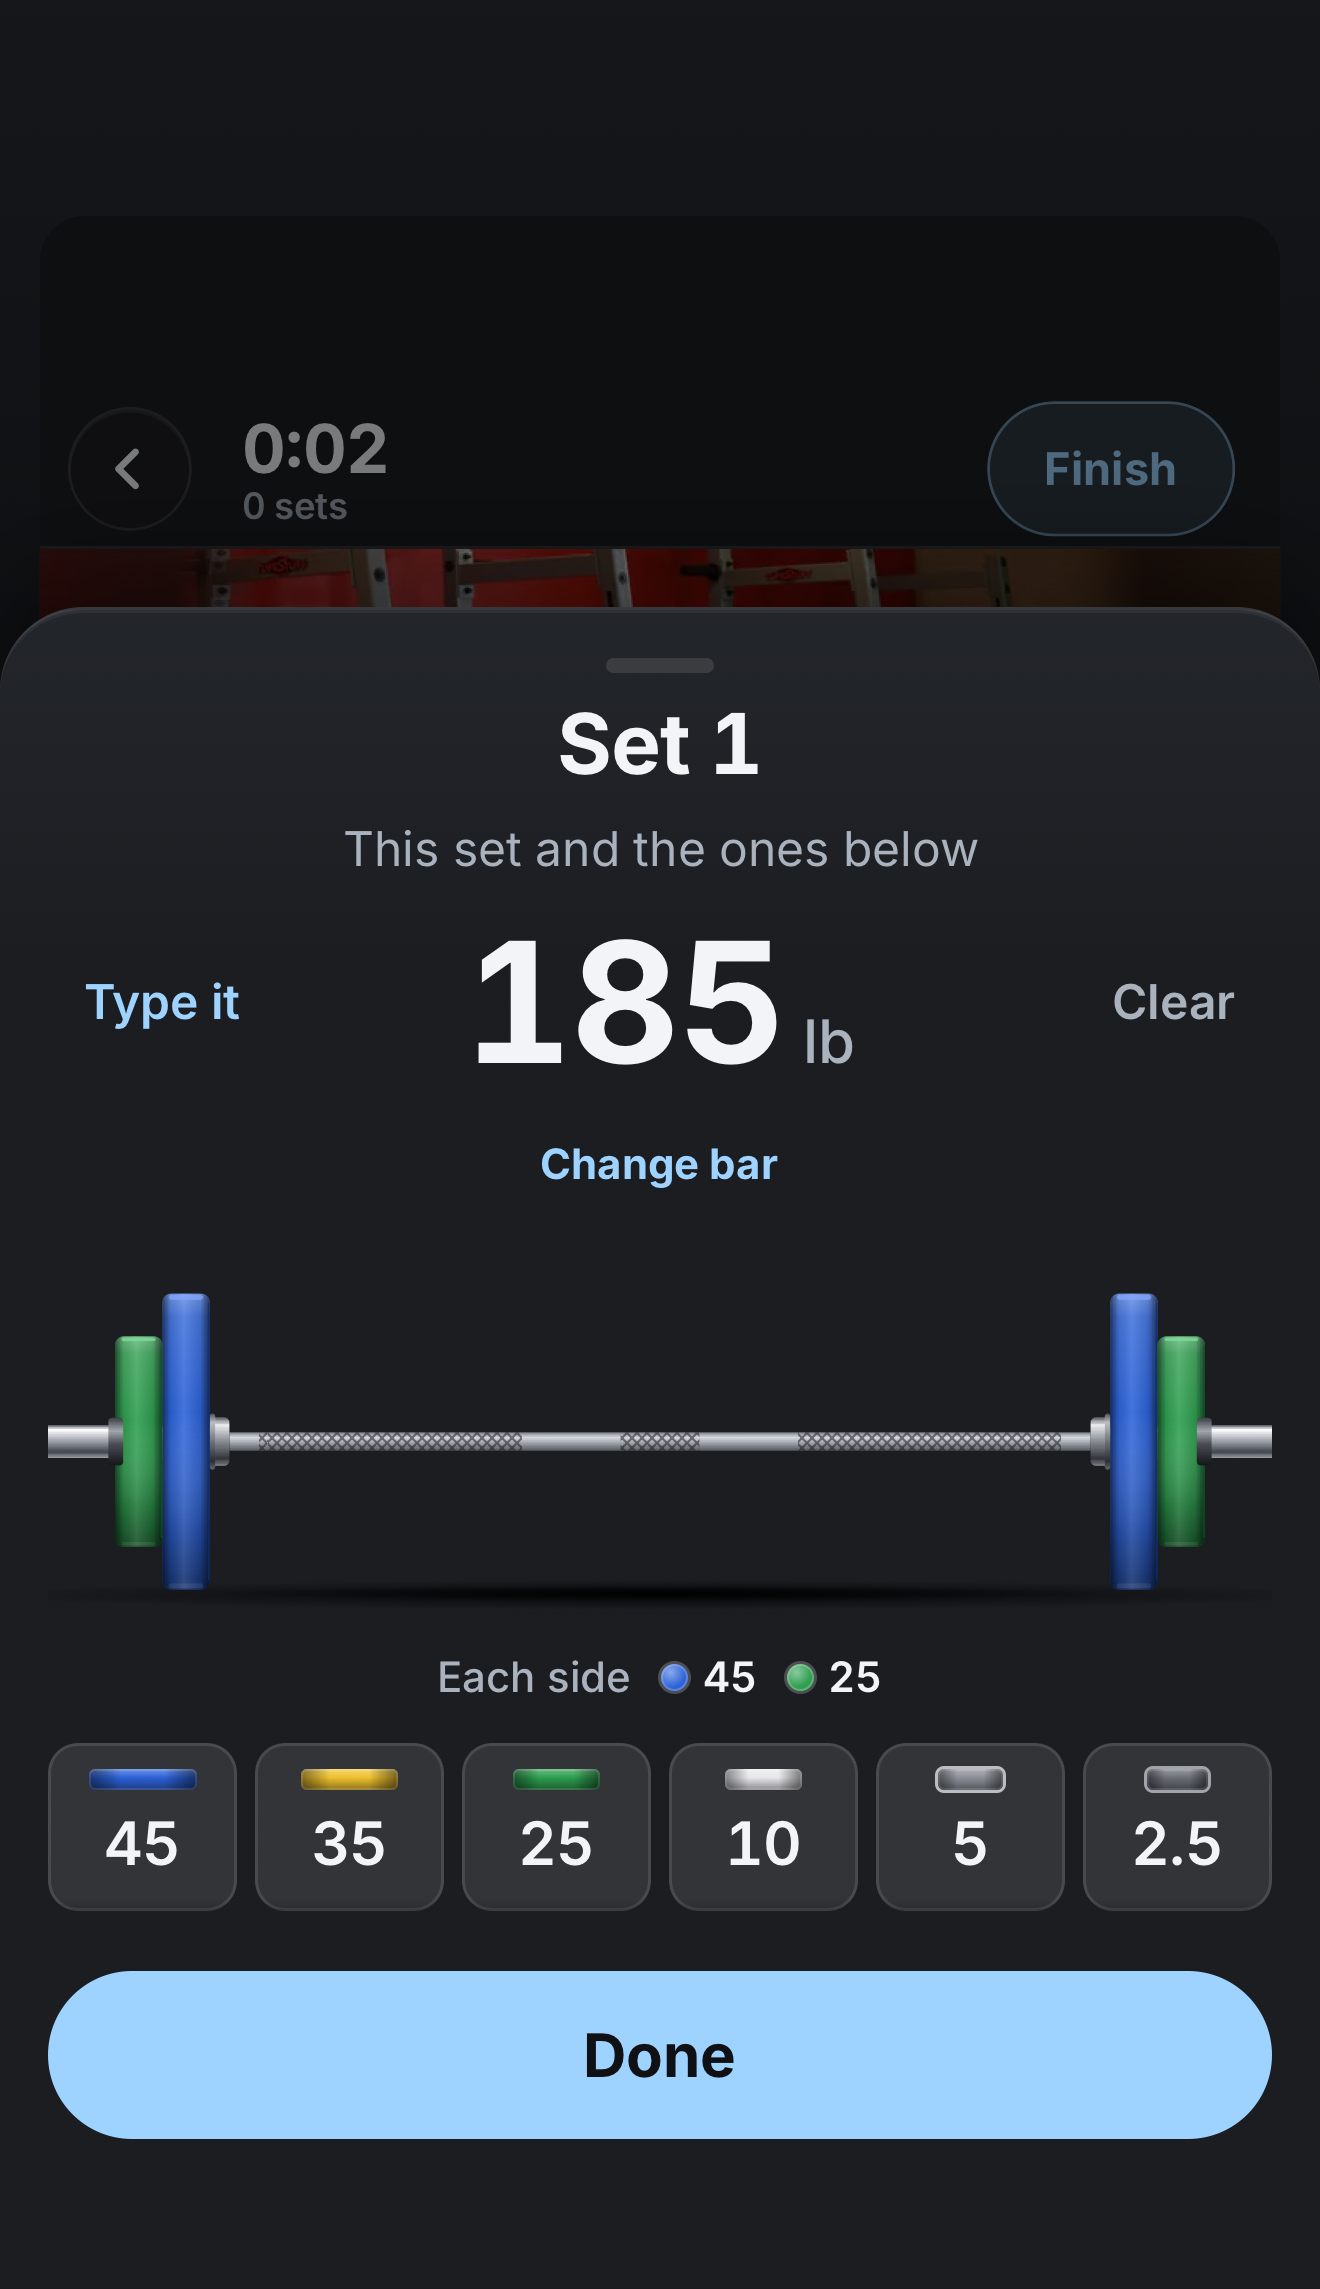 0:02
0 sets
Finish
Set 1
This set and the ones below
Type it
185 lb
Clear
Change bar
Each side 45 25
45 35 25 10 5 2.5
Done